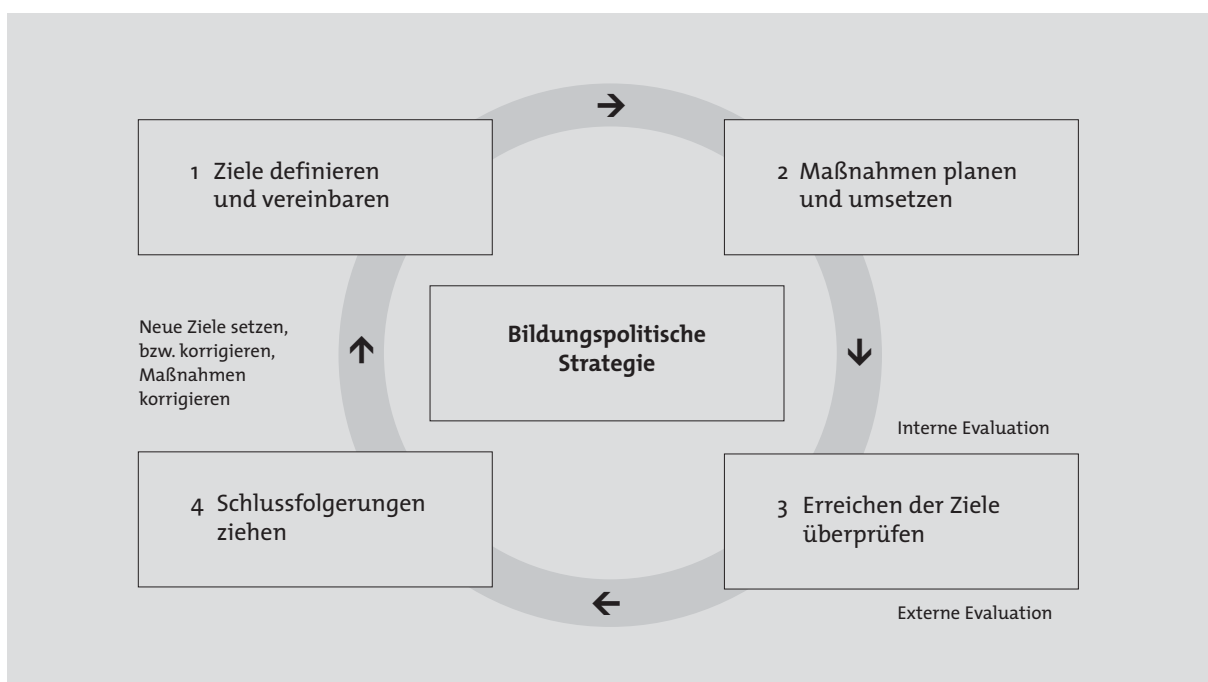 1 Ziele definieren
und vereinbaren
2 Maßnahmen planen
und umsetzen
Neue Ziele setzen,
bzw. korrigieren,
Maßnahmen
korrigieren
Bildungspolitische
Strategie
Interne Evaluation
4 Schlussfolgerungen
ziehen
3 Erreichen der Ziele
überprüfen
Externe Evaluation